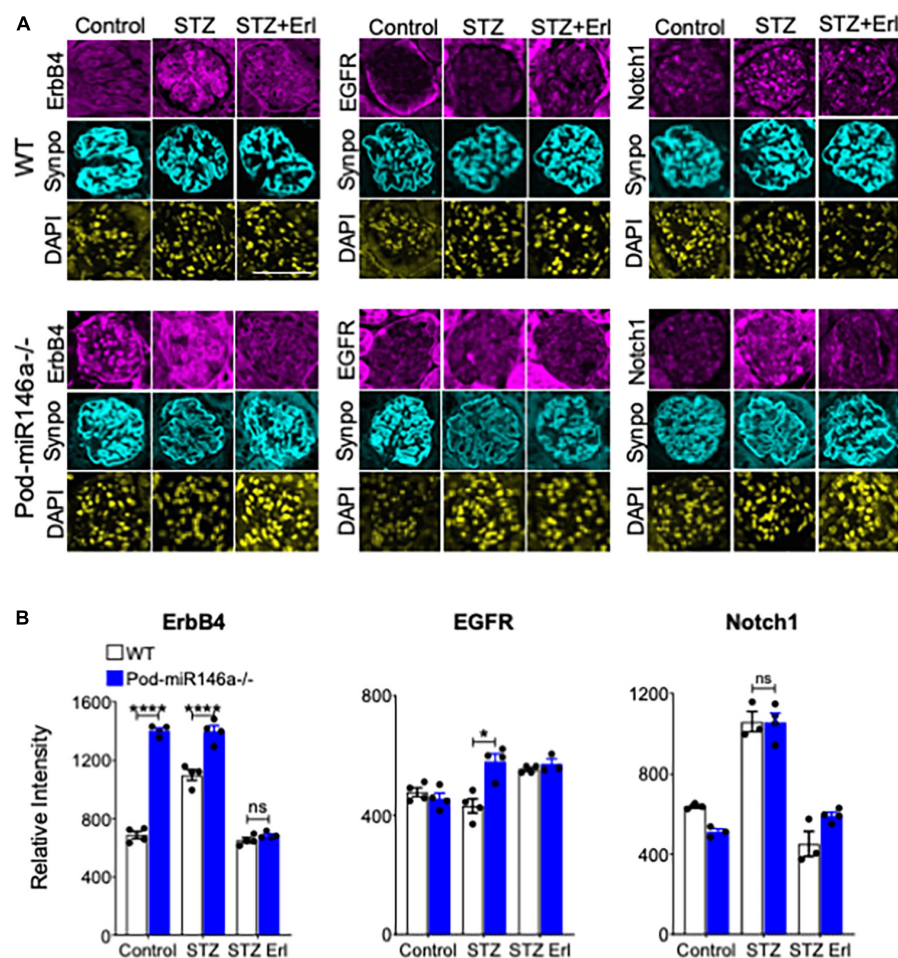 A
Control STZ STZ+Erl
Control STZ STZ+Erl
Control STZ STZ+Erl
WT
ErbB4
Synpo
DAPI
EGFR
Synpo
DAPI
Notch1
Synpo
DAPI
Pod-miR146a-/-
ErbB4
Synpo
DAPI
EGFR
Synpo
DAPI
Notch1
Synpo
DAPI
B
ErbB4
WT
Pod-miR146a-/-
Relative Intensity
1600
1200
800
400
0
**** **** ns
Control STZ STZ Erl
EGFR
800
400
0
*
Control STZ STZ Erl
Notch1
1200
800
400
0
ns
Control STZ STZ Erl